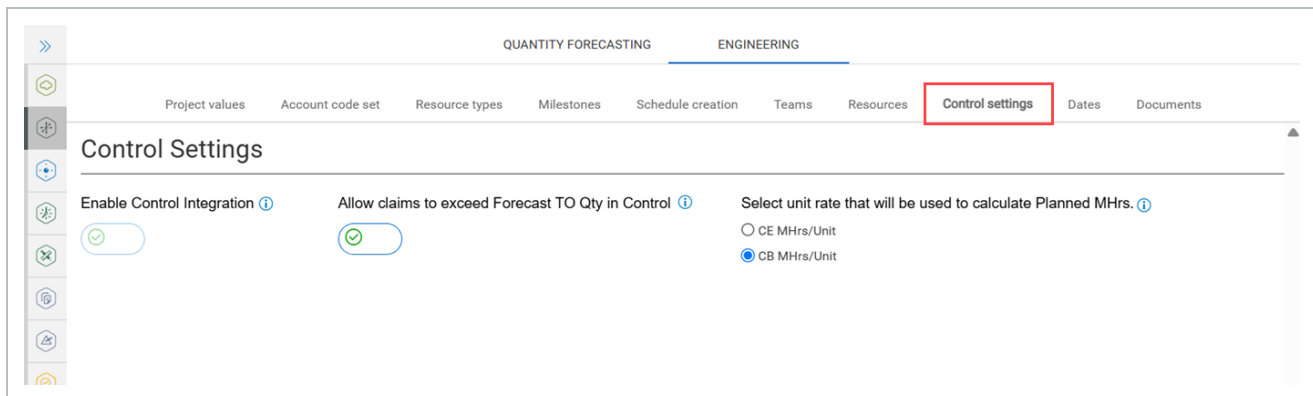 QUANTITY FORECASTING ENGINEERING
Project values Account code set Resource types Milestones Schedule creation Teams Resources Control settings Dates Documents
Control Settings
Enable Control Integration Allow claims to exceed Forecast TO Qty in Control Select unit rate that will be used to calculate Planned MHrs.
CE MHrs/Unit
CB MHrs/Unit